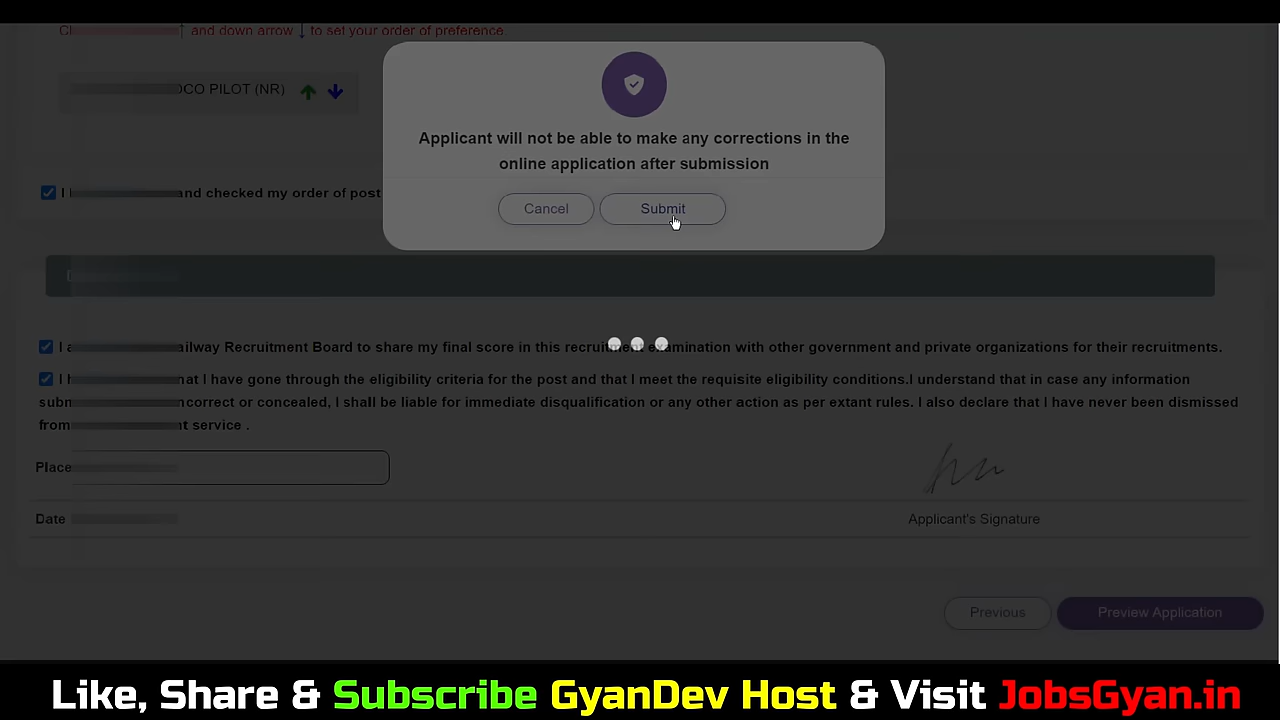 and down arrow ↓ to set your order of preference
PILOT (NR)
Applicant will not be able to make any corrections in the
online application after submission
and checked my order of post
Cancel
Submit
I Recruitment Board to share my final score in this recruitment examination with other government and private organizations for their recruitments.
I I have gone through the eligibility criteria for the post and that I meet the requisite eligibility conditions.I understand that in case any information
or concealed, I shall be liable for immediate disqualification or any other action as per extant rules. I also declare that I have never been dismissed
from service .
Place
Date
Applicant's Signature
Previous
Preview Application
Like, Share & Subscribe GyanDev Host & Visit JobsGyan.in